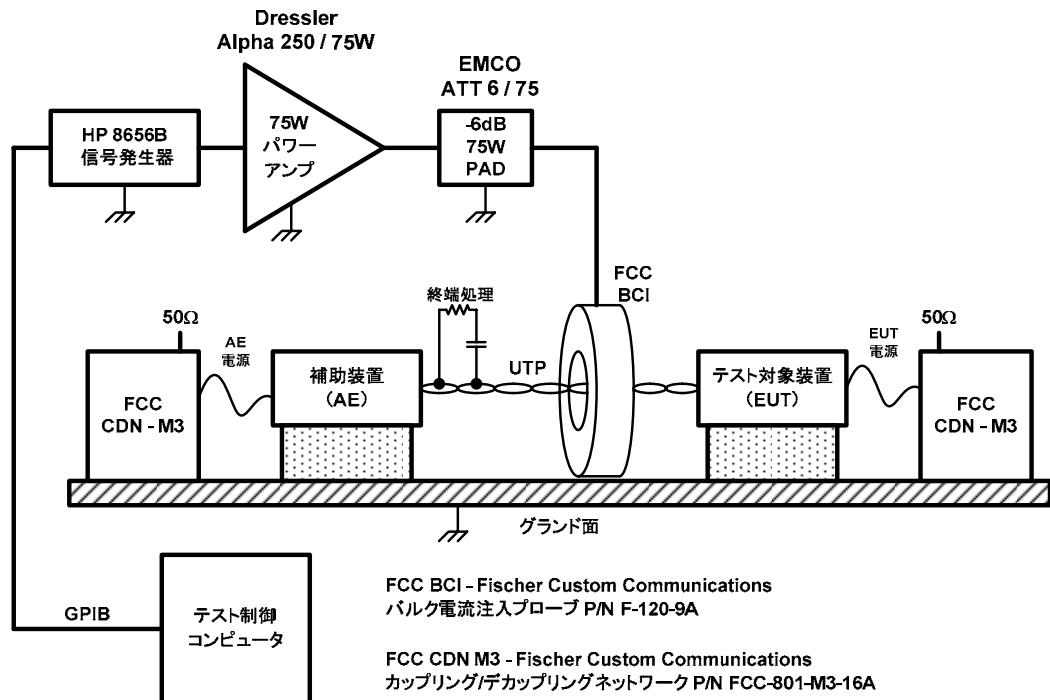 Dressler
Alpha 250 / 75W
EMCO
ATT 6 / 75
HP 8656B
信号発生器
75W
パワー
アンプ
-6dB
75W
PAD
FCC
BCI
終端処理
50Ω
AE
電源
補助装置
（AE）
UTP
テスト対象装置
（EUT）
EUT
電源
50Ω
FCC
CDN - M3
FCC
CDN - M3
グランド面
GPIB
テスト制御
コンピュータ
FCC BCI - Fischer Custom Communications
バルク電流注入プローブ P/N F-120-9A
FCC CDN M3 - Fischer Custom Communications
カップリング/デカップリングネットワーク P/N FCC-801-M3-16A